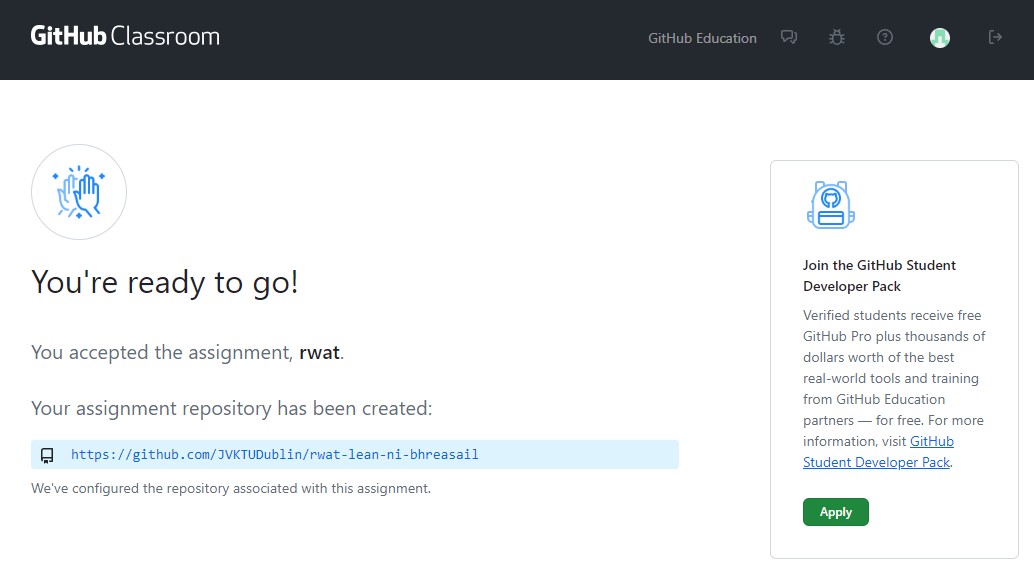 GitHub Classroom
GitHub Education
You're ready to go!
You accepted the assignment, rwat.
Your assignment repository has been created:
https://github.com/JVKTUDublin/rwat-lean-ni-bhreasail
We've configured the repository associated with this assignment.
Join the GitHub Student
Developer Pack
Verified students receive free
GitHub Pro plus thousands of
dollars worth of the best
real-world tools and training
from GitHub Education
partners — for free. For more
information, visit GitHub
Student Developer Pack.
Apply